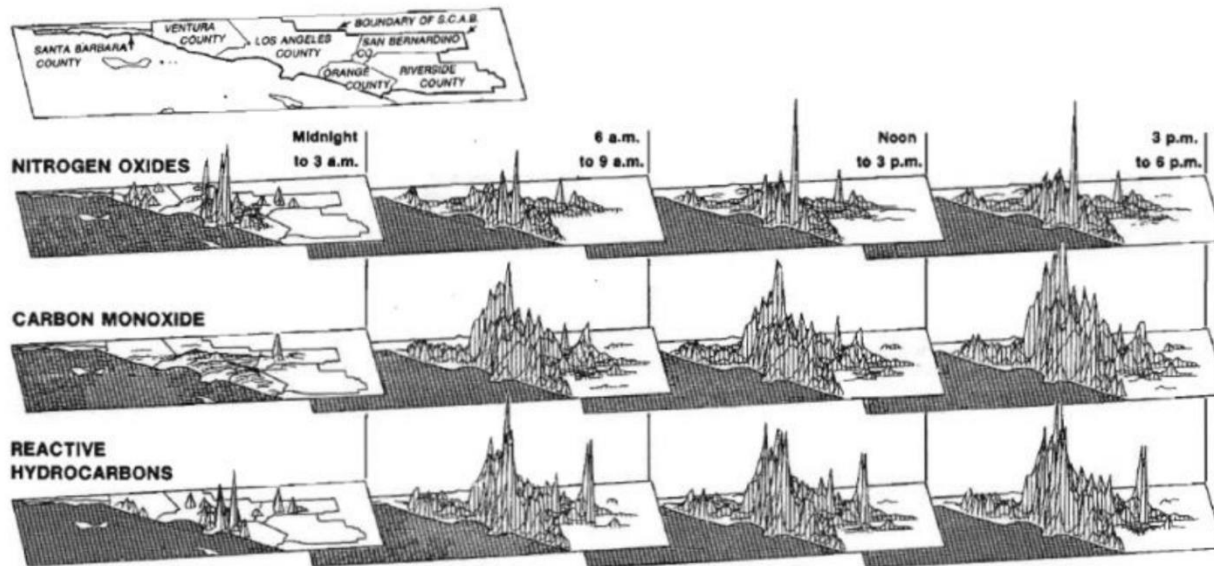 BOUNDARY OF S.C.A.B.
VENTURA
COUNTY
LOS ANGELES
COUNTY
SAN BERNARDINO
CO.
SANTA BARBARA
COUNTY
ORANGE
COUNTY
RIVERSIDE
COUNTY
Midnight
to 3 a.m.
6 a.m.
to 9 a.m.
Noon
to 3 p.m.
3 p.m.
to 6 p.m.
NITROGEN OXIDES
CARBON MONOXIDE
REACTIVE
HYDROCARBONS